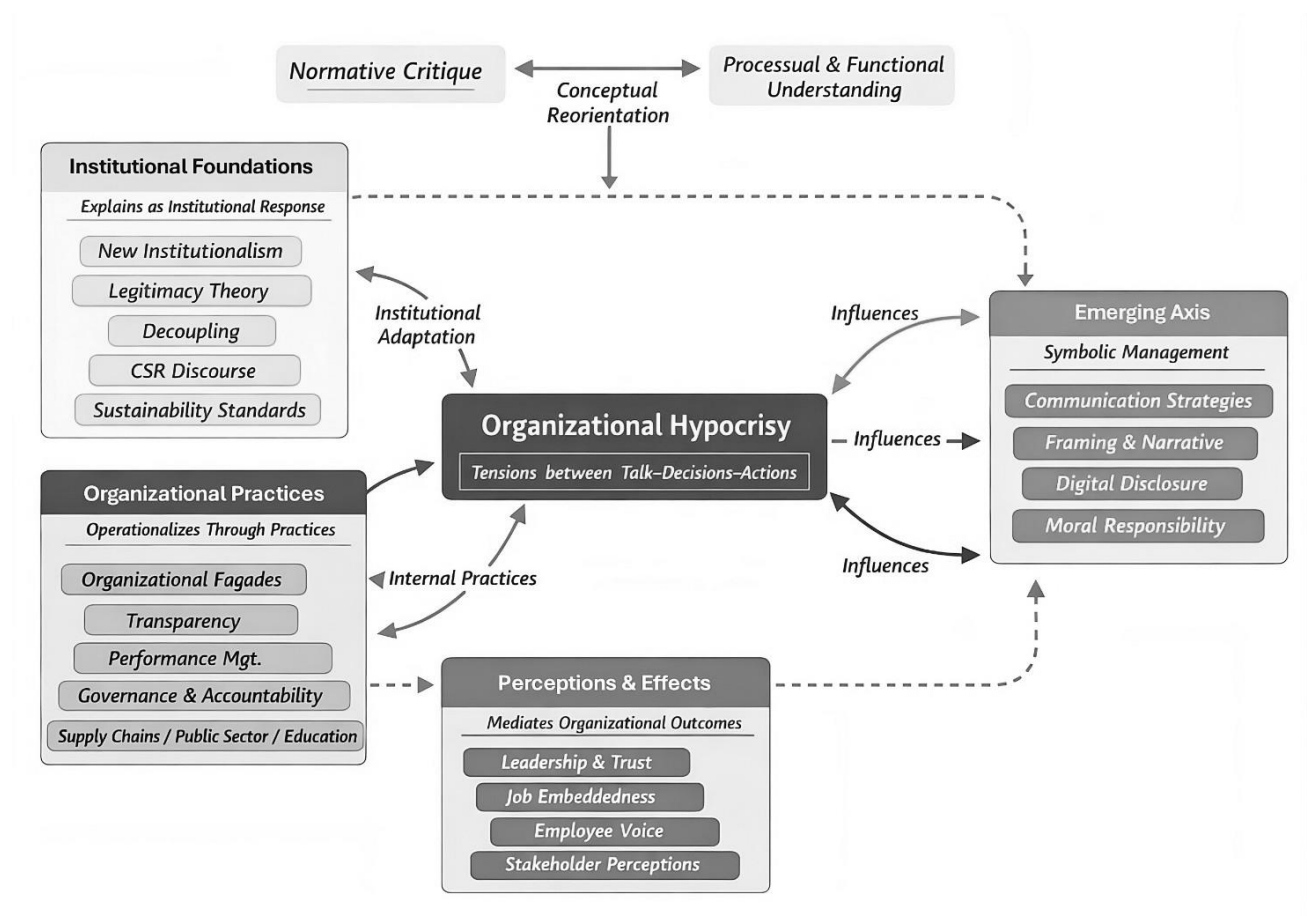 Normative Critique
Processual & Functional
Understanding
Conceptual
Reorientation
Institutional Foundations
Explains as Institutional Response
New Institutionalism
Legitimacy Theory
Decoupling
CSR Discourse
Sustainability Standards
Institutional
Adaptation
Organizational Hypocrisy
Tensions between Talk–Decisions–Actions
Influences
Influences
Influences
Emerging Axis
Symbolic Management
Communication Strategies
Framing & Narrative
Digital Disclosure
Moral Responsibility
Organizational Practices
Operationalizes Through Practices
Organizational Fagades
Transparency
Performance Mgt.
Governance & Accountability
Supply Chains / Public Sector / Education
Internal Practices
Perceptions & Effects
Mediates Organizational Outcomes
Leadership & Trust
Job Embeddedness
Employee Voice
Stakeholder Perceptions